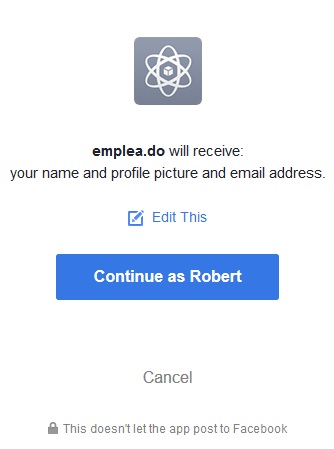 emplea.do will receive:
your name and profile picture and email address.
Edit This
Continue as Robert
Cancel
This doesn't let the app post to Facebook